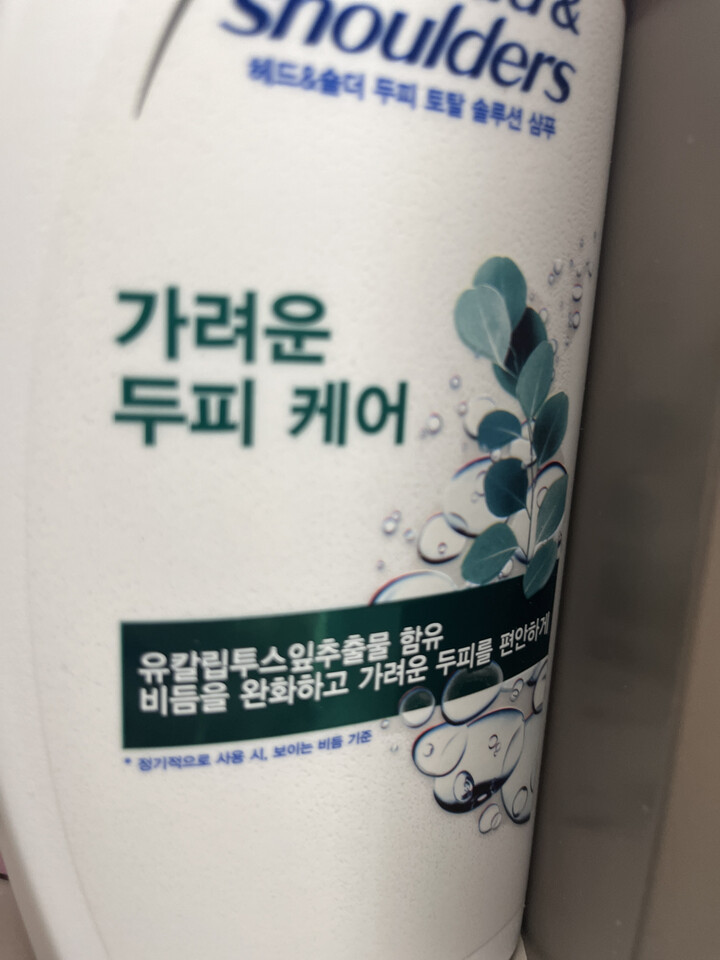 &
shoulders
헤드&숄더 두피 토탈 솔루션 샴푸
가려운
두피 케어
유칼립투스잎추출물 함유
비듬을 완화하고 가려운 두피를 편안하게
* 정기적으로 사용 시, 보이는 비듬 기준